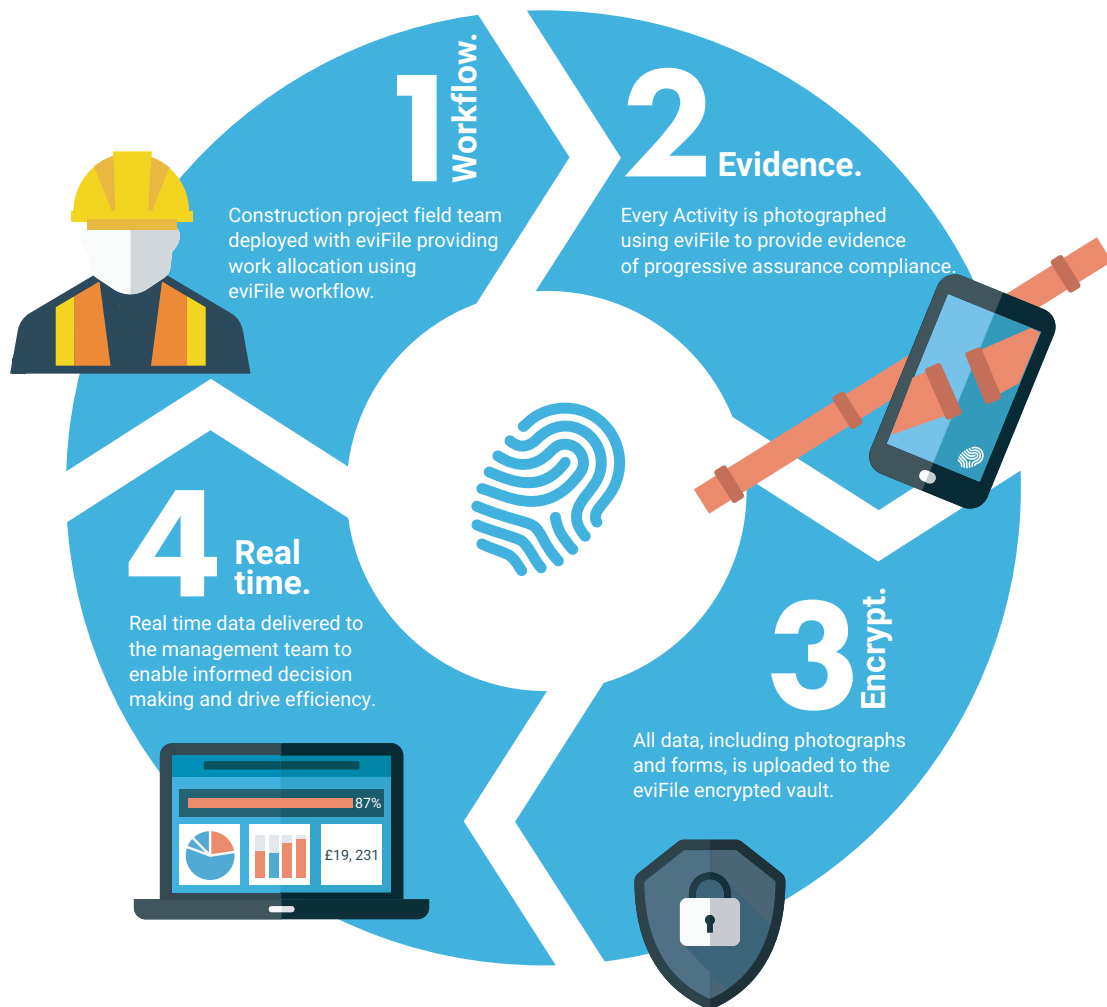 1 Workflow.
Construction project field team
deployed with eviFile providing
work allocation using
eviFile workflow.
2 Evidence.
Every Activity is photographed
using eviFile to provide evidence
of progressive assurance compliance.
3 Encrypt.
All data, including photographs
and forms, is uploaded to the
eviFile encrypted vault.
4 Real
time.
Real time data delivered to
the management team to
enable informed decision
making and drive efficiency.
87%
£19, 231